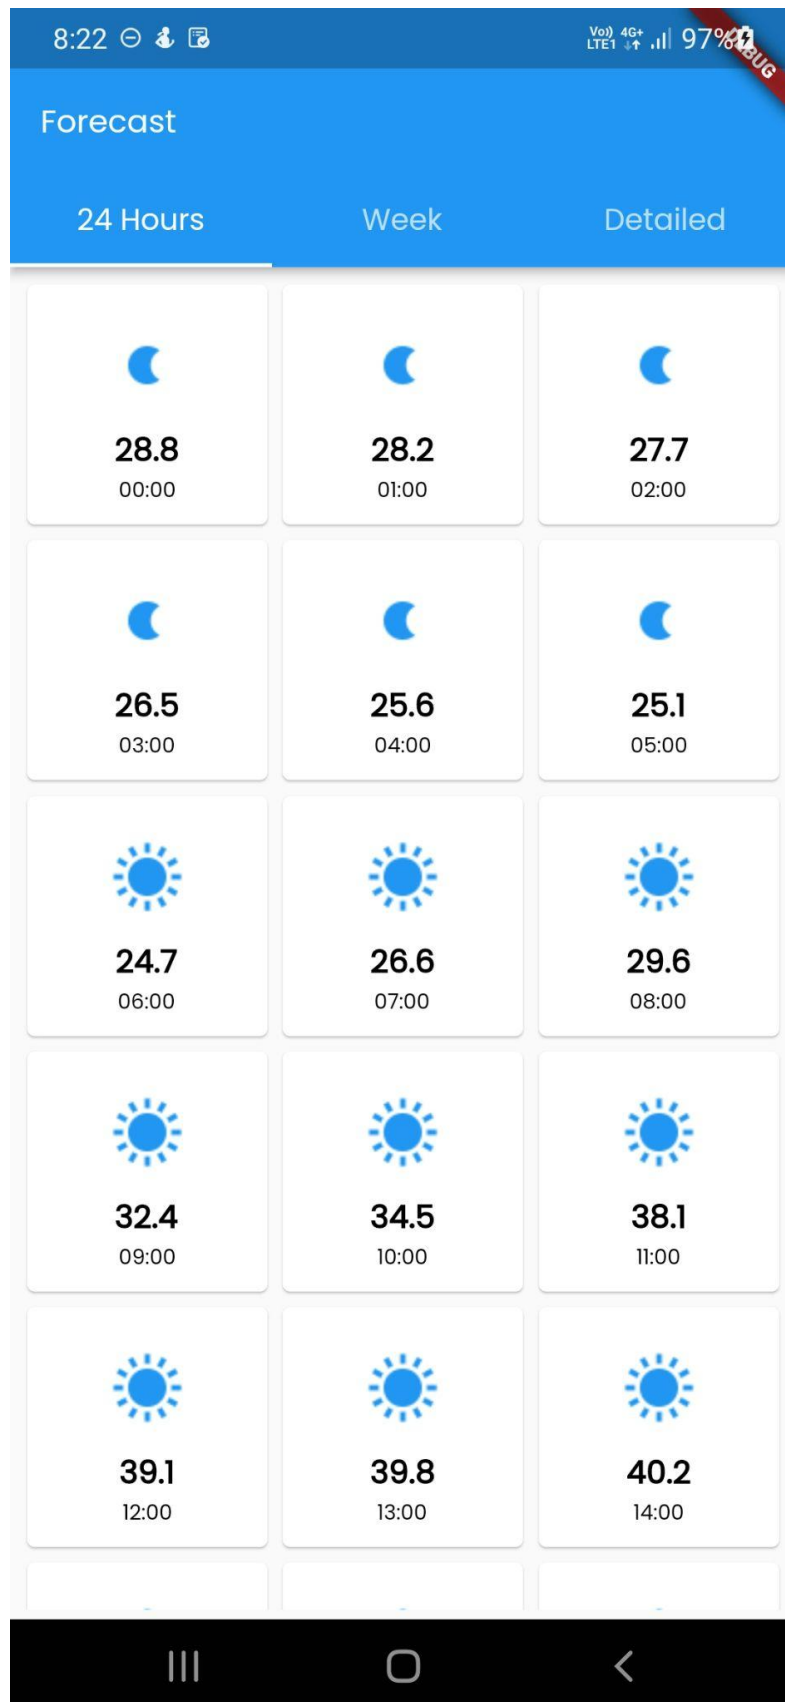 8:22 Vo)) 4G+ 97%
LTE1
DEBUG
Forecast
24 Hours Week Detailed
28.8 28.2 27.7
00:00 01:00 02:00
26.5 25.6 25.1
03:00 04:00 05:00
24.7 26.6 29.6
06:00 07:00 08:00
32.4 34.5 38.1
09:00 10:00 11:00
39.1 39.8 40.2
12:00 13:00 14:00